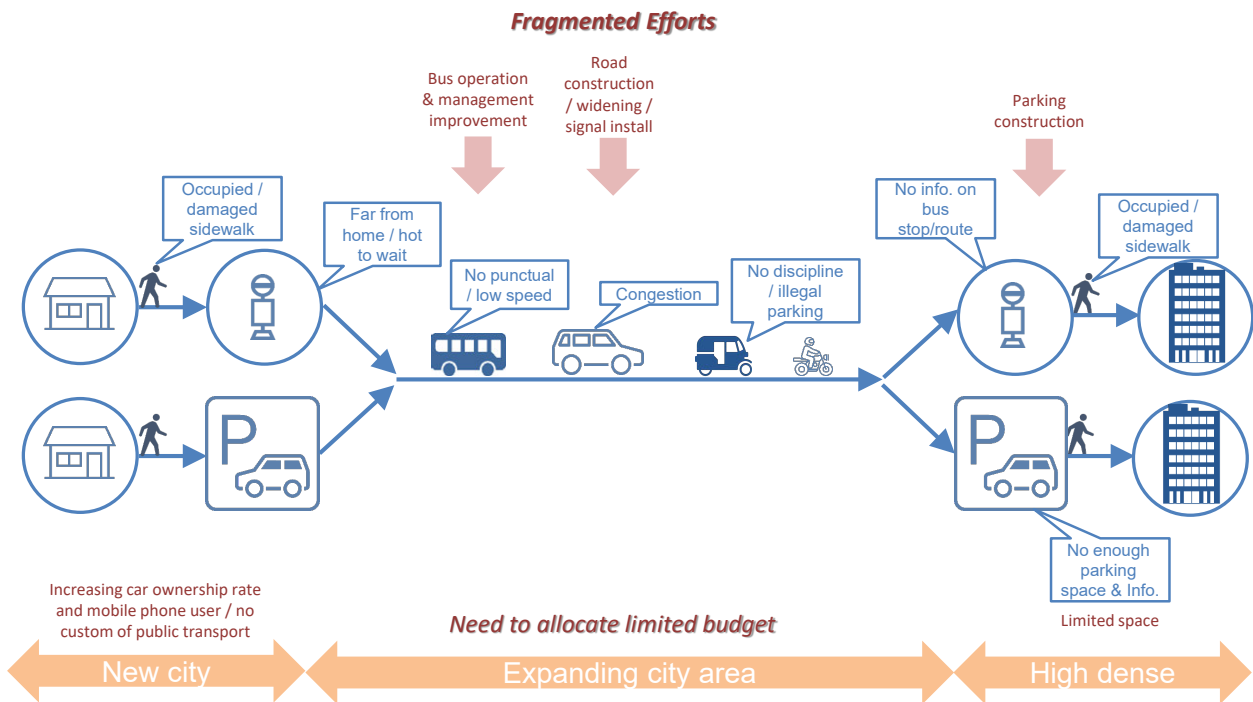 Fragmented Efforts
Bus operation
& management
improvement
Road
construction
/ widening /
signal install
Parking
construction
Occupied /
damaged
sidewalk
Far from
home / hot
to wait
No punctual
/ low speed
Congestion
No discipline
/ illegal
parking
No info. on
bus
stop/route
Occupied /
damaged
sidewalk
P
P
No enough
parking
space & Info.
Increasing car ownership rate
and mobile phone user / no
custom of public transport
Need to allocate limited budget
Limited space
New city
Expanding city area
High dense